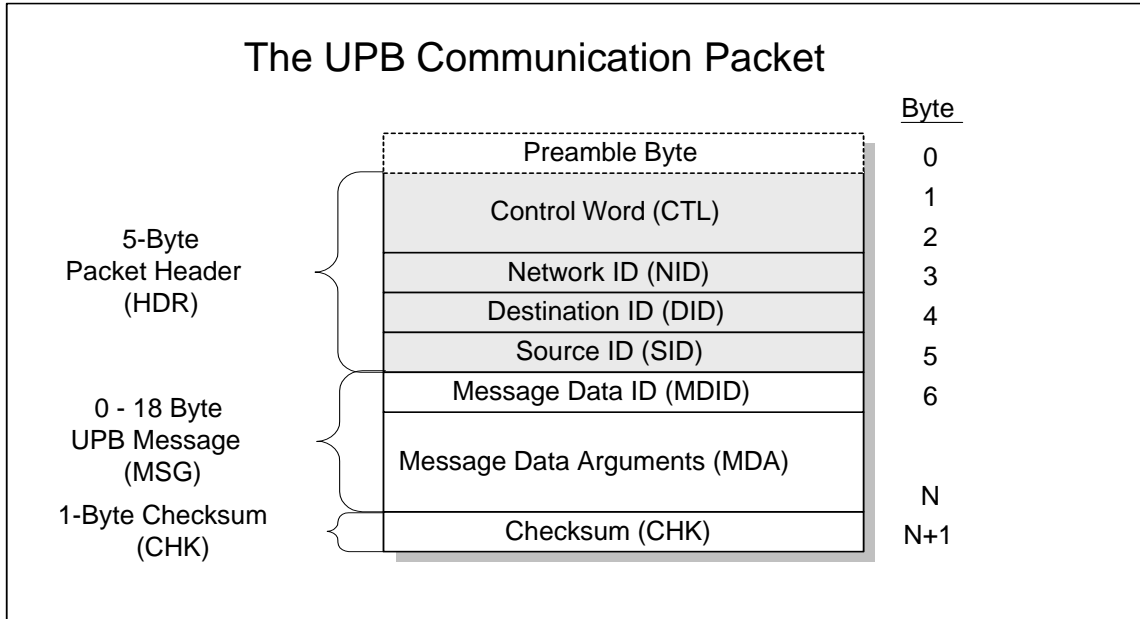 The UPB Communication Packet
Byte
Preamble Byte
0
Control Word (CTL)
1
2
5-Byte
Packet Header
(HDR)
Network ID (NID)
3
Destination ID (DID)
4
Source ID (SID)
5
Message Data ID (MDID)
6
0 - 18 Byte
UPB Message
(MSG)
Message Data Arguments (MDA)
N
1-Byte Checksum
(CHK)
Checksum (CHK)
N+1